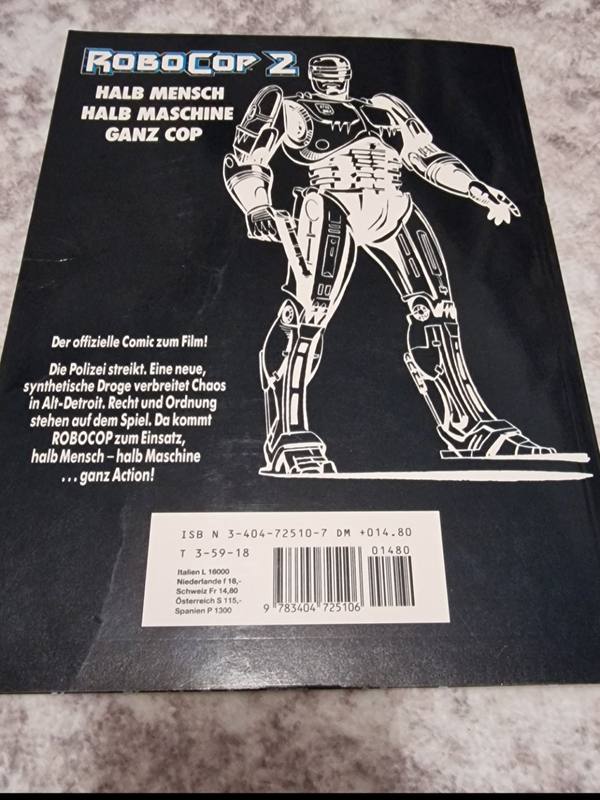 ROBOCOP 2
HALB MENSCH
HALB MASCHINE
GANZ COP
Der offizielle Comic zum Film!
Die Polizei streikt. Eine neue,
synthetische Droge verbreitet Chaos
in Alt-Detroit. Recht und Ordnung
stehen auf dem Spiel. Da kommt
ROBOCOP zum Einsatz,
halb Mensch – halb Maschine
...ganz Action!
ISB N 3-404-72510-7 DM +014.80
T 3-59-18
01480
Italien L 16000
Niederlande f 18,-
Schweiz Fr 14,80
Österreich S 115,-
Spanien P 1300
9 783404 725106